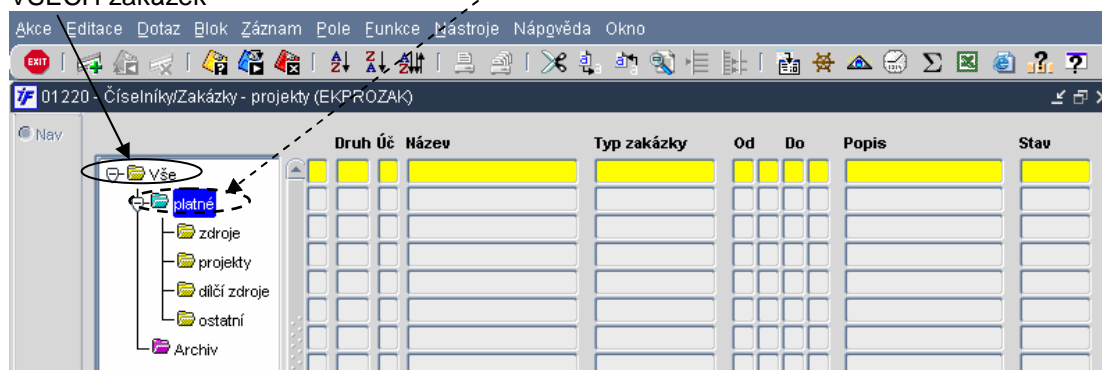 VŠECH zakázek
Akce Editace Dotaz Blok Záznam Pole Funkce Nástroje Nápověda Okno
EXIT
01220 - Číselníky/Zakázky - projekty (EKPROZAK)
Nav
Druh Úč Název Typ zakázky Od Do Popis Stav
Vše
platné
zdroje
projekty
dílčí zdroje
ostatní
Archiv